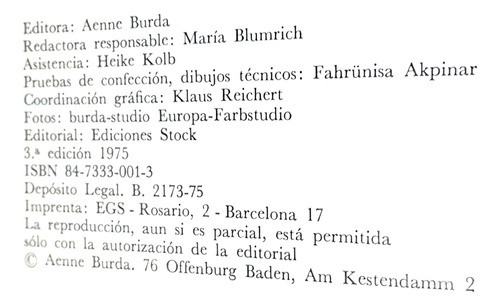 Editora: Aenne Burda
Redactora responsable: María Blumrich
Asistencia: Heike Kolb
Pruebas de confección, dibujos técnicos: Fahrünisa Akpinar
Coordinación gráfica: Klaus Reichert
Fotos: burda-studio Europa-Farbstudio
Editorial: Ediciones Stock
3.ª edición 1975
ISBN 84-7333-001-3
Depósito Legal. B. 2173-75
Imprenta: EGS - Rosario, 2 - Barcelona 17
La reproducción, aun si es parcial, está permitida
sólo con la autorización de la editorial
© Aenne Burda. 76 Offenburg Baden, Am Kestendamm 2